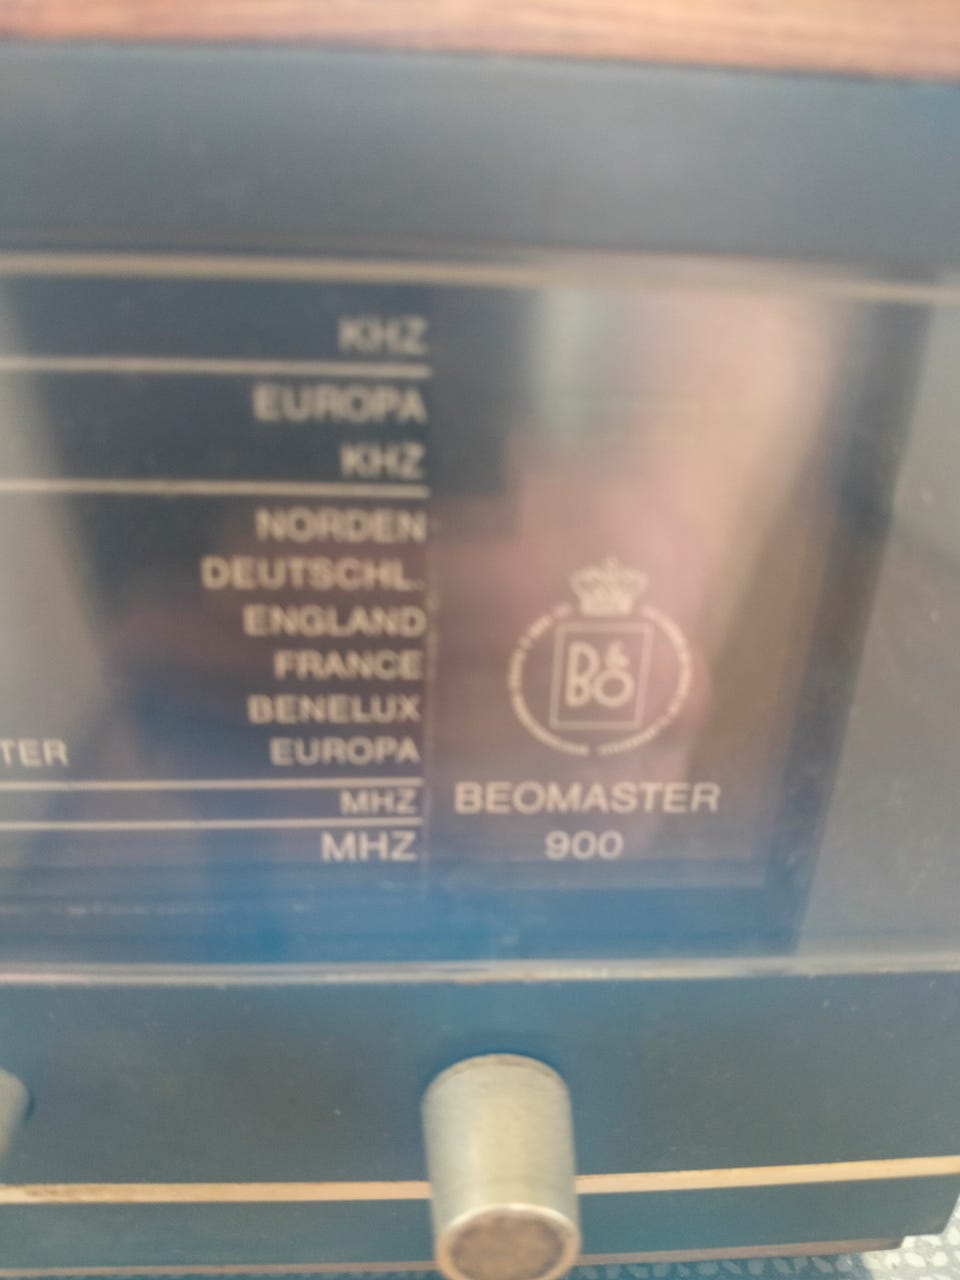 KHZ
EUROPA
KHZ
NORDEN
DEUTSCHL.
ENGLAND
FRANCE
BENELUX
TER EUROPA
MHZ
MHZ
B&O
BEOMASTER
900